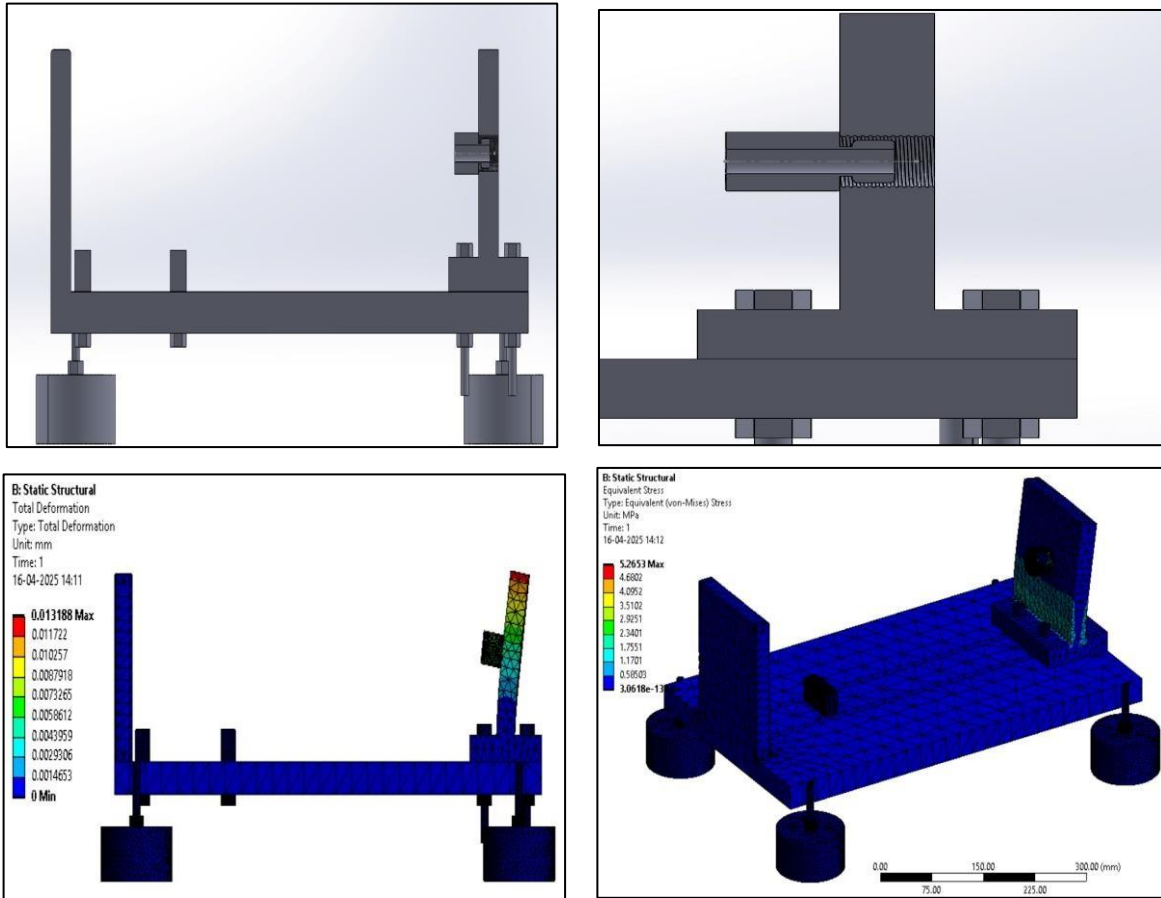 B: Static Structural
Total Deformation
Type: Total Deformation
Unit: mm
Time: 1
16-04-2025 14:11
0.013188 Max
0.011722
0.010257
0.0087918
0.0073265
0.0058612
0.0043959
0.0029306
0.0014653
0 Min
B: Static Structural
Equivalent Stress
Type: Equivalent (von-Mises) Stress
Unit: MPa
Time: 1
16-04-2025 14:12
5.2653 Max
4.6802
4.0952
3.5102
2.9251
2.3401
1.7551
1.1701
0.58503
3.0618e-13
0.00 150.00 300.00 (mm)
75.00 225.00